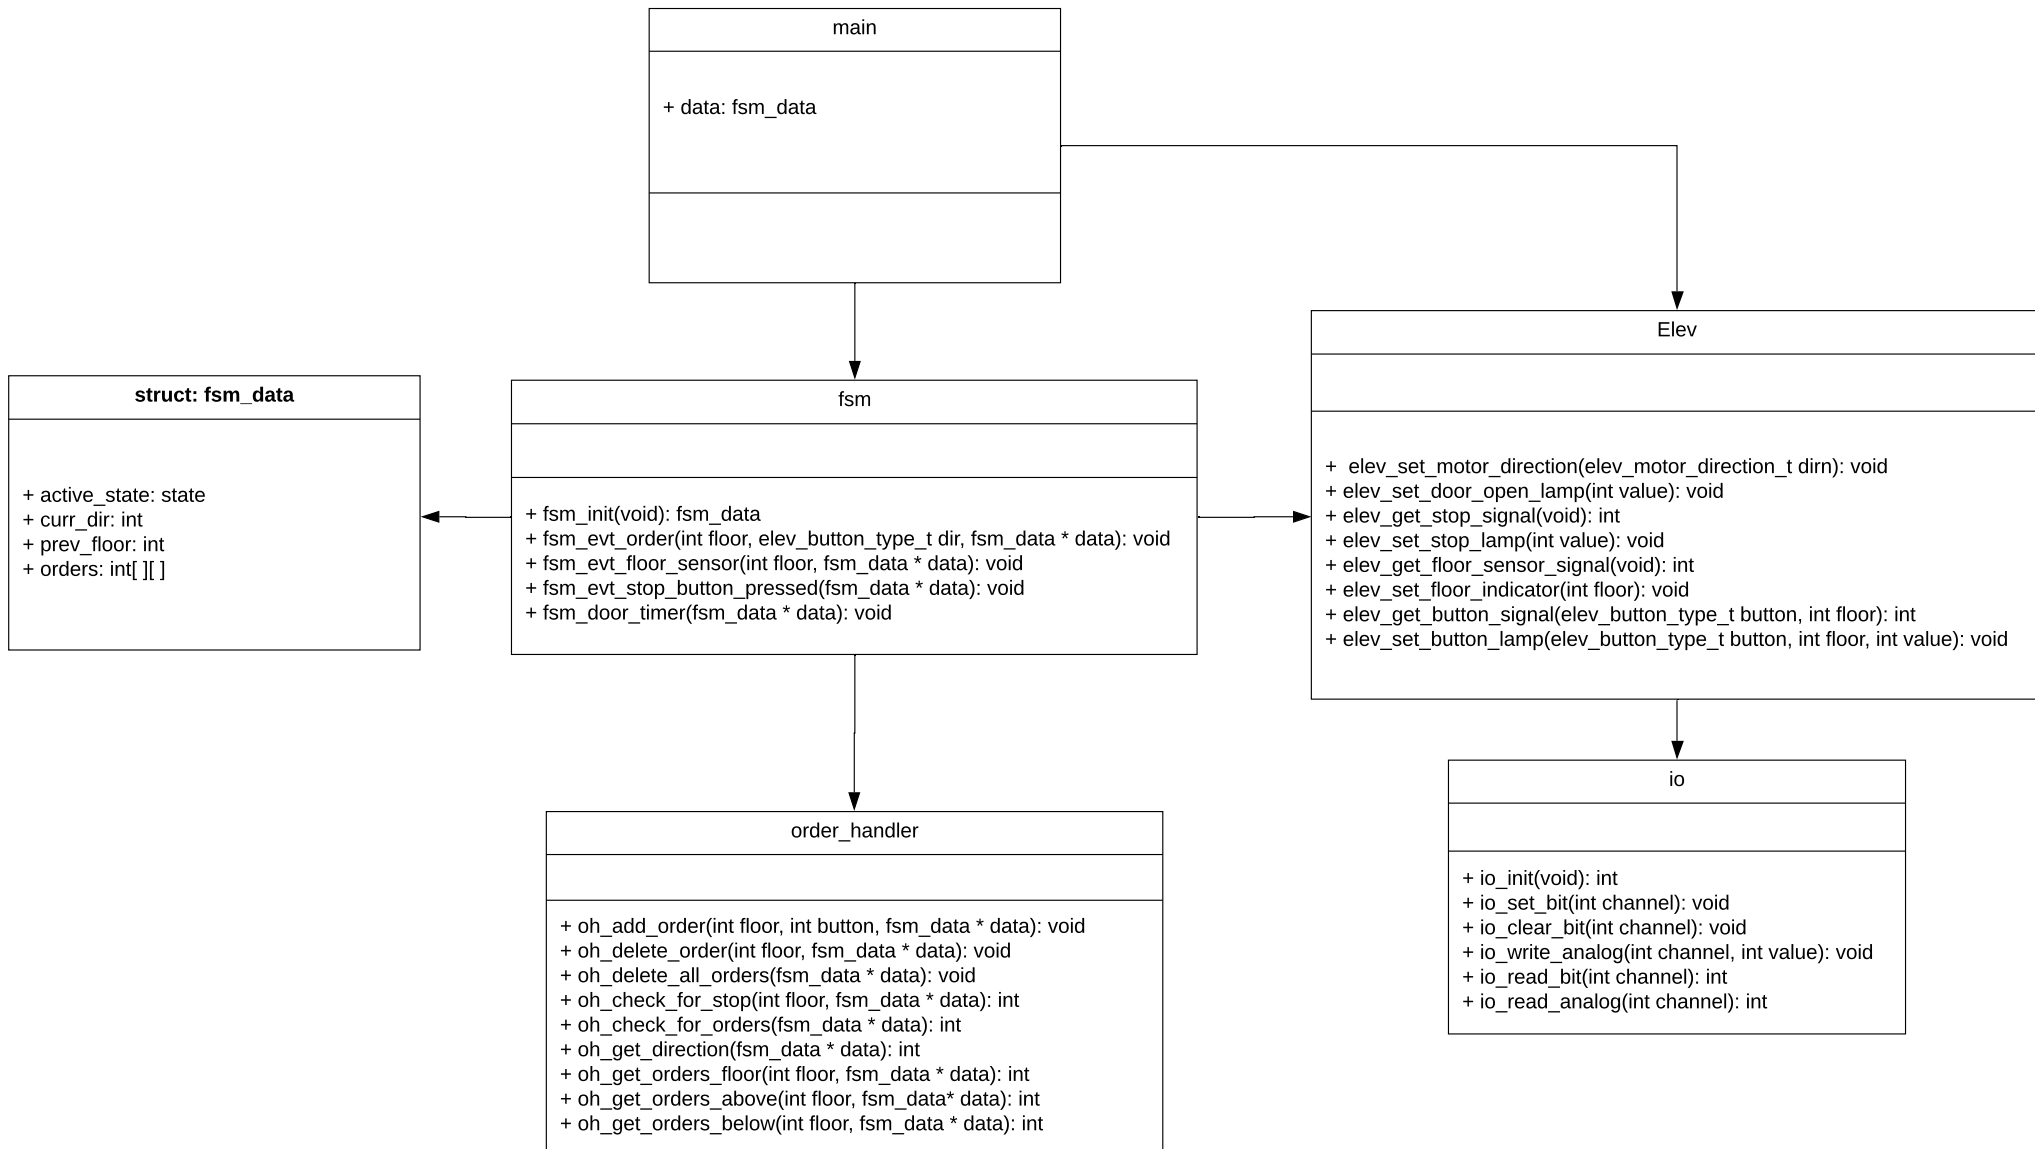 main
+ data: fsm_data
Elev
+  elev_set_motor_direction(elev_motor_direction_t dirn): void
+ elev_set_door_open_lamp(int value): void
+ elev_get_stop_signal(void): int
+ elev_set_stop_lamp(int value): void
+ elev_get_floor_sensor_signal(void): int
+ elev_set_floor_indicator(int floor): void
+ elev_get_button_signal(elev_button_type_t button, int floor): int
+ elev_set_button_lamp(elev_button_type_t button, int floor, int value): void
struct: fsm_data
+ active_state: state
+ curr_dir: int
+ prev_floor: int
+ orders: int[ ][ ]
fsm
+ fsm_init(void): fsm_data
+ fsm_evt_order(int floor, elev_button_type_t dir, fsm_data * data): void
+ fsm_evt_floor_sensor(int floor, fsm_data * data): void
+ fsm_evt_stop_button_pressed(fsm_data * data): void
+ fsm_door_timer(fsm_data * data): void
io
+ io_init(void): int
+ io_set_bit(int channel): void
+ io_clear_bit(int channel): void
+ io_write_analog(int channel, int value): void
+ io_read_bit(int channel): int
+ io_read_analog(int channel): int
order_handler
+ oh_add_order(int floor, int button, fsm_data * data): void
+ oh_delete_order(int floor, fsm_data * data): void
+ oh_delete_all_orders(fsm_data * data): void
+ oh_check_for_stop(int floor, fsm_data * data): int
+ oh_check_for_orders(fsm_data * data): int
+ oh_get_direction(fsm_data * data): int
+ oh_get_orders_floor(int floor, fsm_data * data): int
+ oh_get_orders_above(int floor, fsm_data* data): int
+ oh_get_orders_below(int floor, fsm_data * data): int